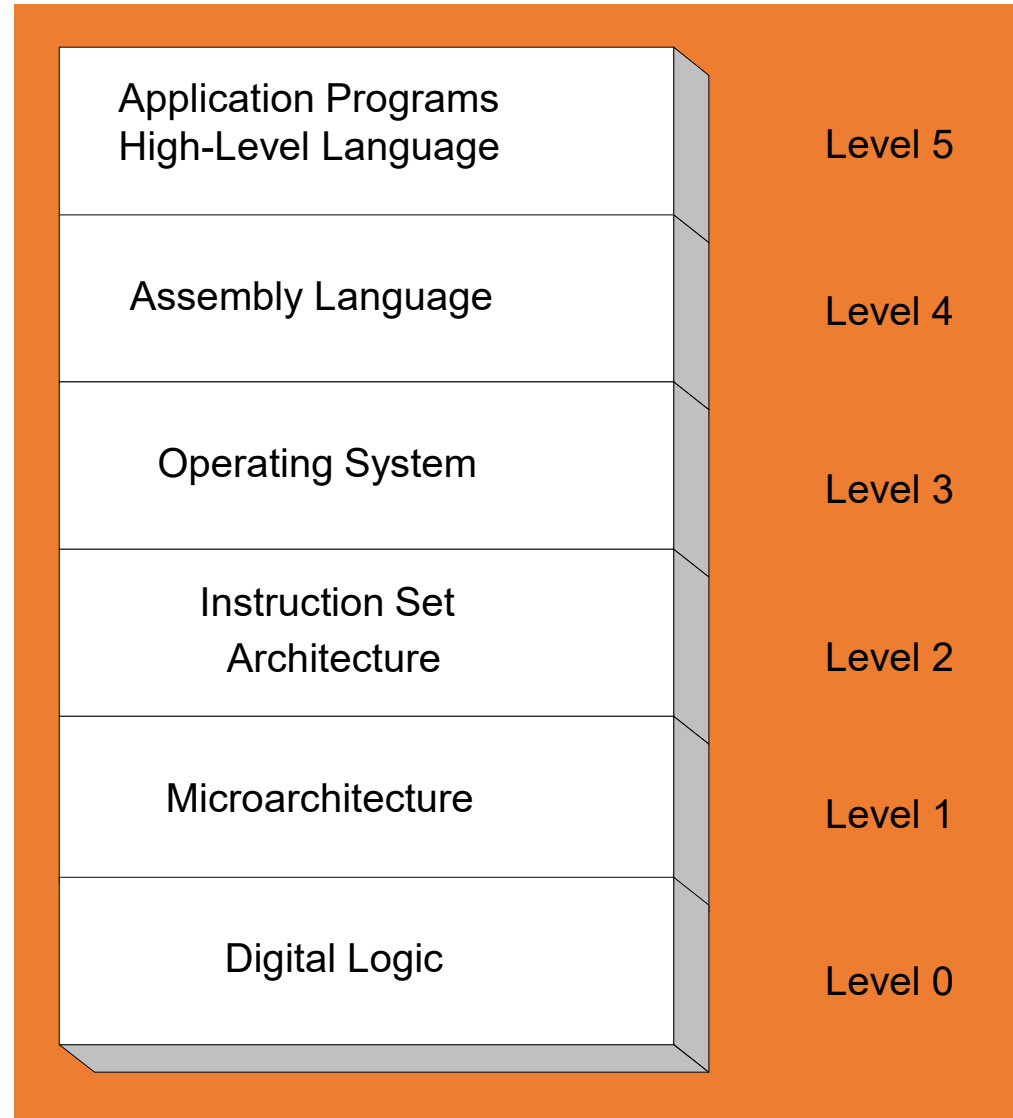 Application Programs
High-Level Language
Level 5
Assembly Language
Level 4
Operating System
Level 3
Instruction Set
Architecture
Level 2
Microarchitecture
Level 1
Digital Logic
Level 0